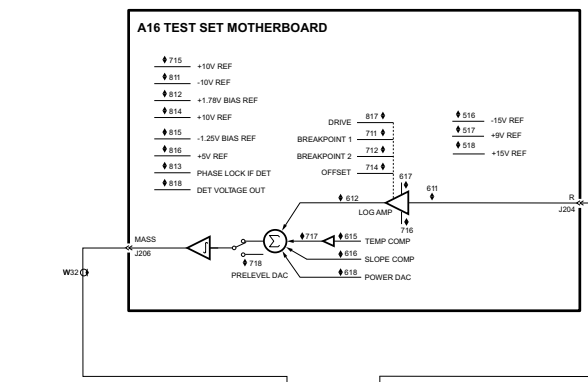 A16 TEST SET MOTHERBOARD
715 +10V REF
811 -10V REF
812 +1.78V BIAS REF
814 +10V REF
815 -1.25V BIAS REF
816 +5V REF
813 PHASE LOCK IF DET
818 DET VOLTAGE OUT
DRIVE 817
BREAKPOINT 1 711
BREAKPOINT 2 712
OFFSET 714
516 -15V REF
517 +9V REF
518 +15V REF
617
612
611
R
J204
LOG AMP
716
MASS
J206
717
615 TEMP COMP
616 SLOPE COMP
618 POWER DAC
Σ
718
PRELEVEL DAC
W32